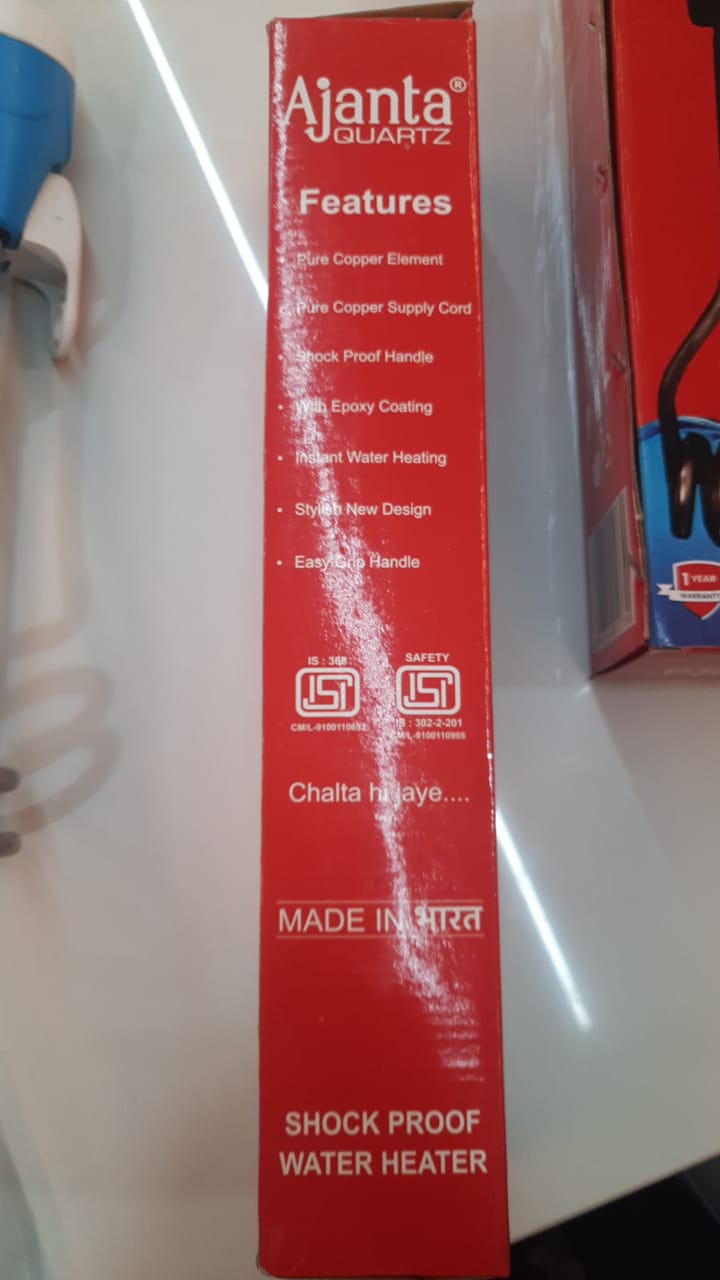 Ajanta®
QUARTZ
Features
• Pure Copper Element
• Pure Copper Supply Cord
• Shock Proof Handle
• With Epoxy Coating
• Instant Water Heating
• Stylish New Design
• Easy Grip Handle
IS : 368
CM/L-9100110692
SAFETY
IS : 302-2-201
CM/L-9100110995
Chalta hi jaye....
MADE IN भारत
SHOCK PROOF
WATER HEATER
1 YEAR
WARRANTY